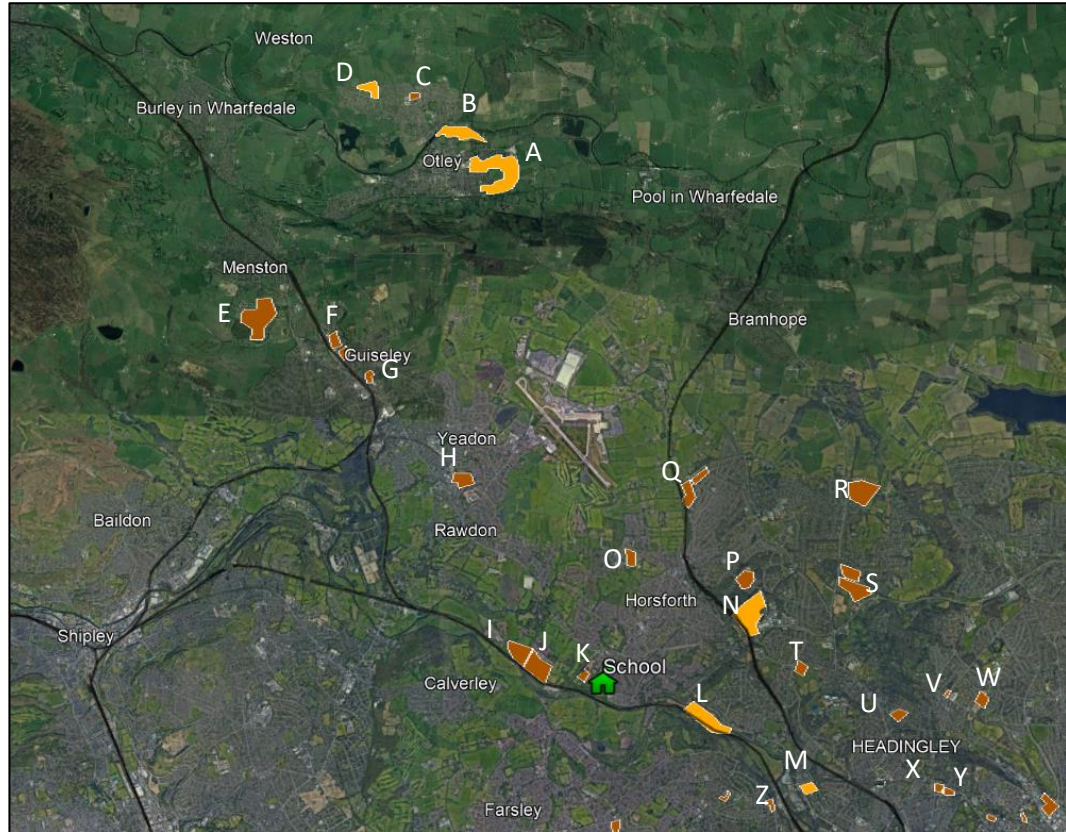 Weston
D
C
Burley in Wharfedale
B
Otley
A
Pool in Wharfedale
Menston
E
F
Bramhope
Guiseley
G
Yeadon
H
Q
R
Baildon
Rawdon
O
P
S
Horsforth
N
Shipley
I
J
K
School
T
Calverley
L
V
W
U
HEADINGLEY
M
X
Y
Z
Farsley